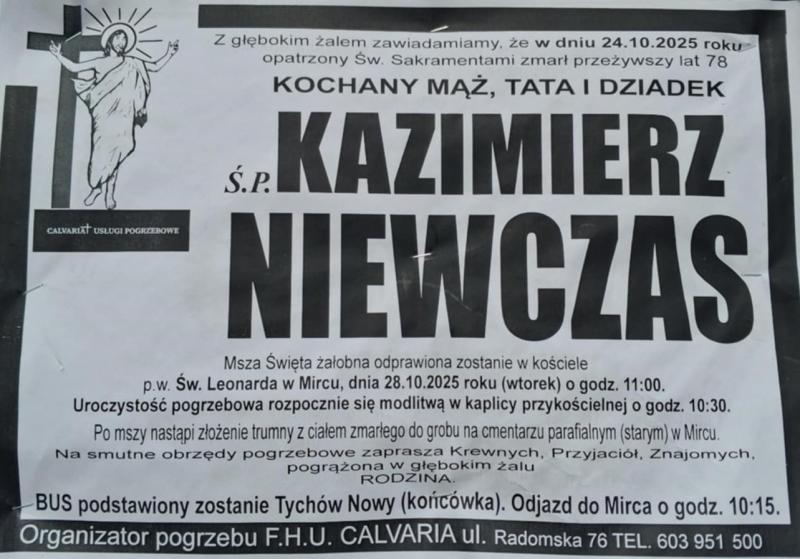 Z głębokim żalem zawiadamiamy, że w dniu 24.10.2025 roku
opatrzony Św. Sakramentami zmarł przeżywszy lat 78
KOCHANY MĄŻ, TATA I DZIADEK
Ś.P. KAZIMIERZ
NIEWCZAS
CALVARIA USŁUGI POGRZEBOWE
Msza Święta żałobna odprawiona zostanie w kościele
p.w. Św. Leonarda w Mircu, dnia 28.10.2025 roku (wtorek) o godz. 11:00.
Uroczystość pogrzebowa rozpocznie się modlitwą w kaplicy przykościelnej o godz. 10:30.
Po mszy nastąpi złożenie trumny z ciałem zmarłego do grobu na cmentarzu parafialnym (starym) w Mircu.
Na smutne obrzędy pogrzebowe zaprasza Krewnych, Przyjaciół, Znajomych,
pogrążona w głębokim żalu
RODZINA.
BUS podstawiony zostanie Tychów Nowy (końcówka). Odjazd do Mirca o godz. 10:15.
Organizator pogrzebu F.H.U. CALVARIA ul. Radomska 76 TEL. 603 951 500